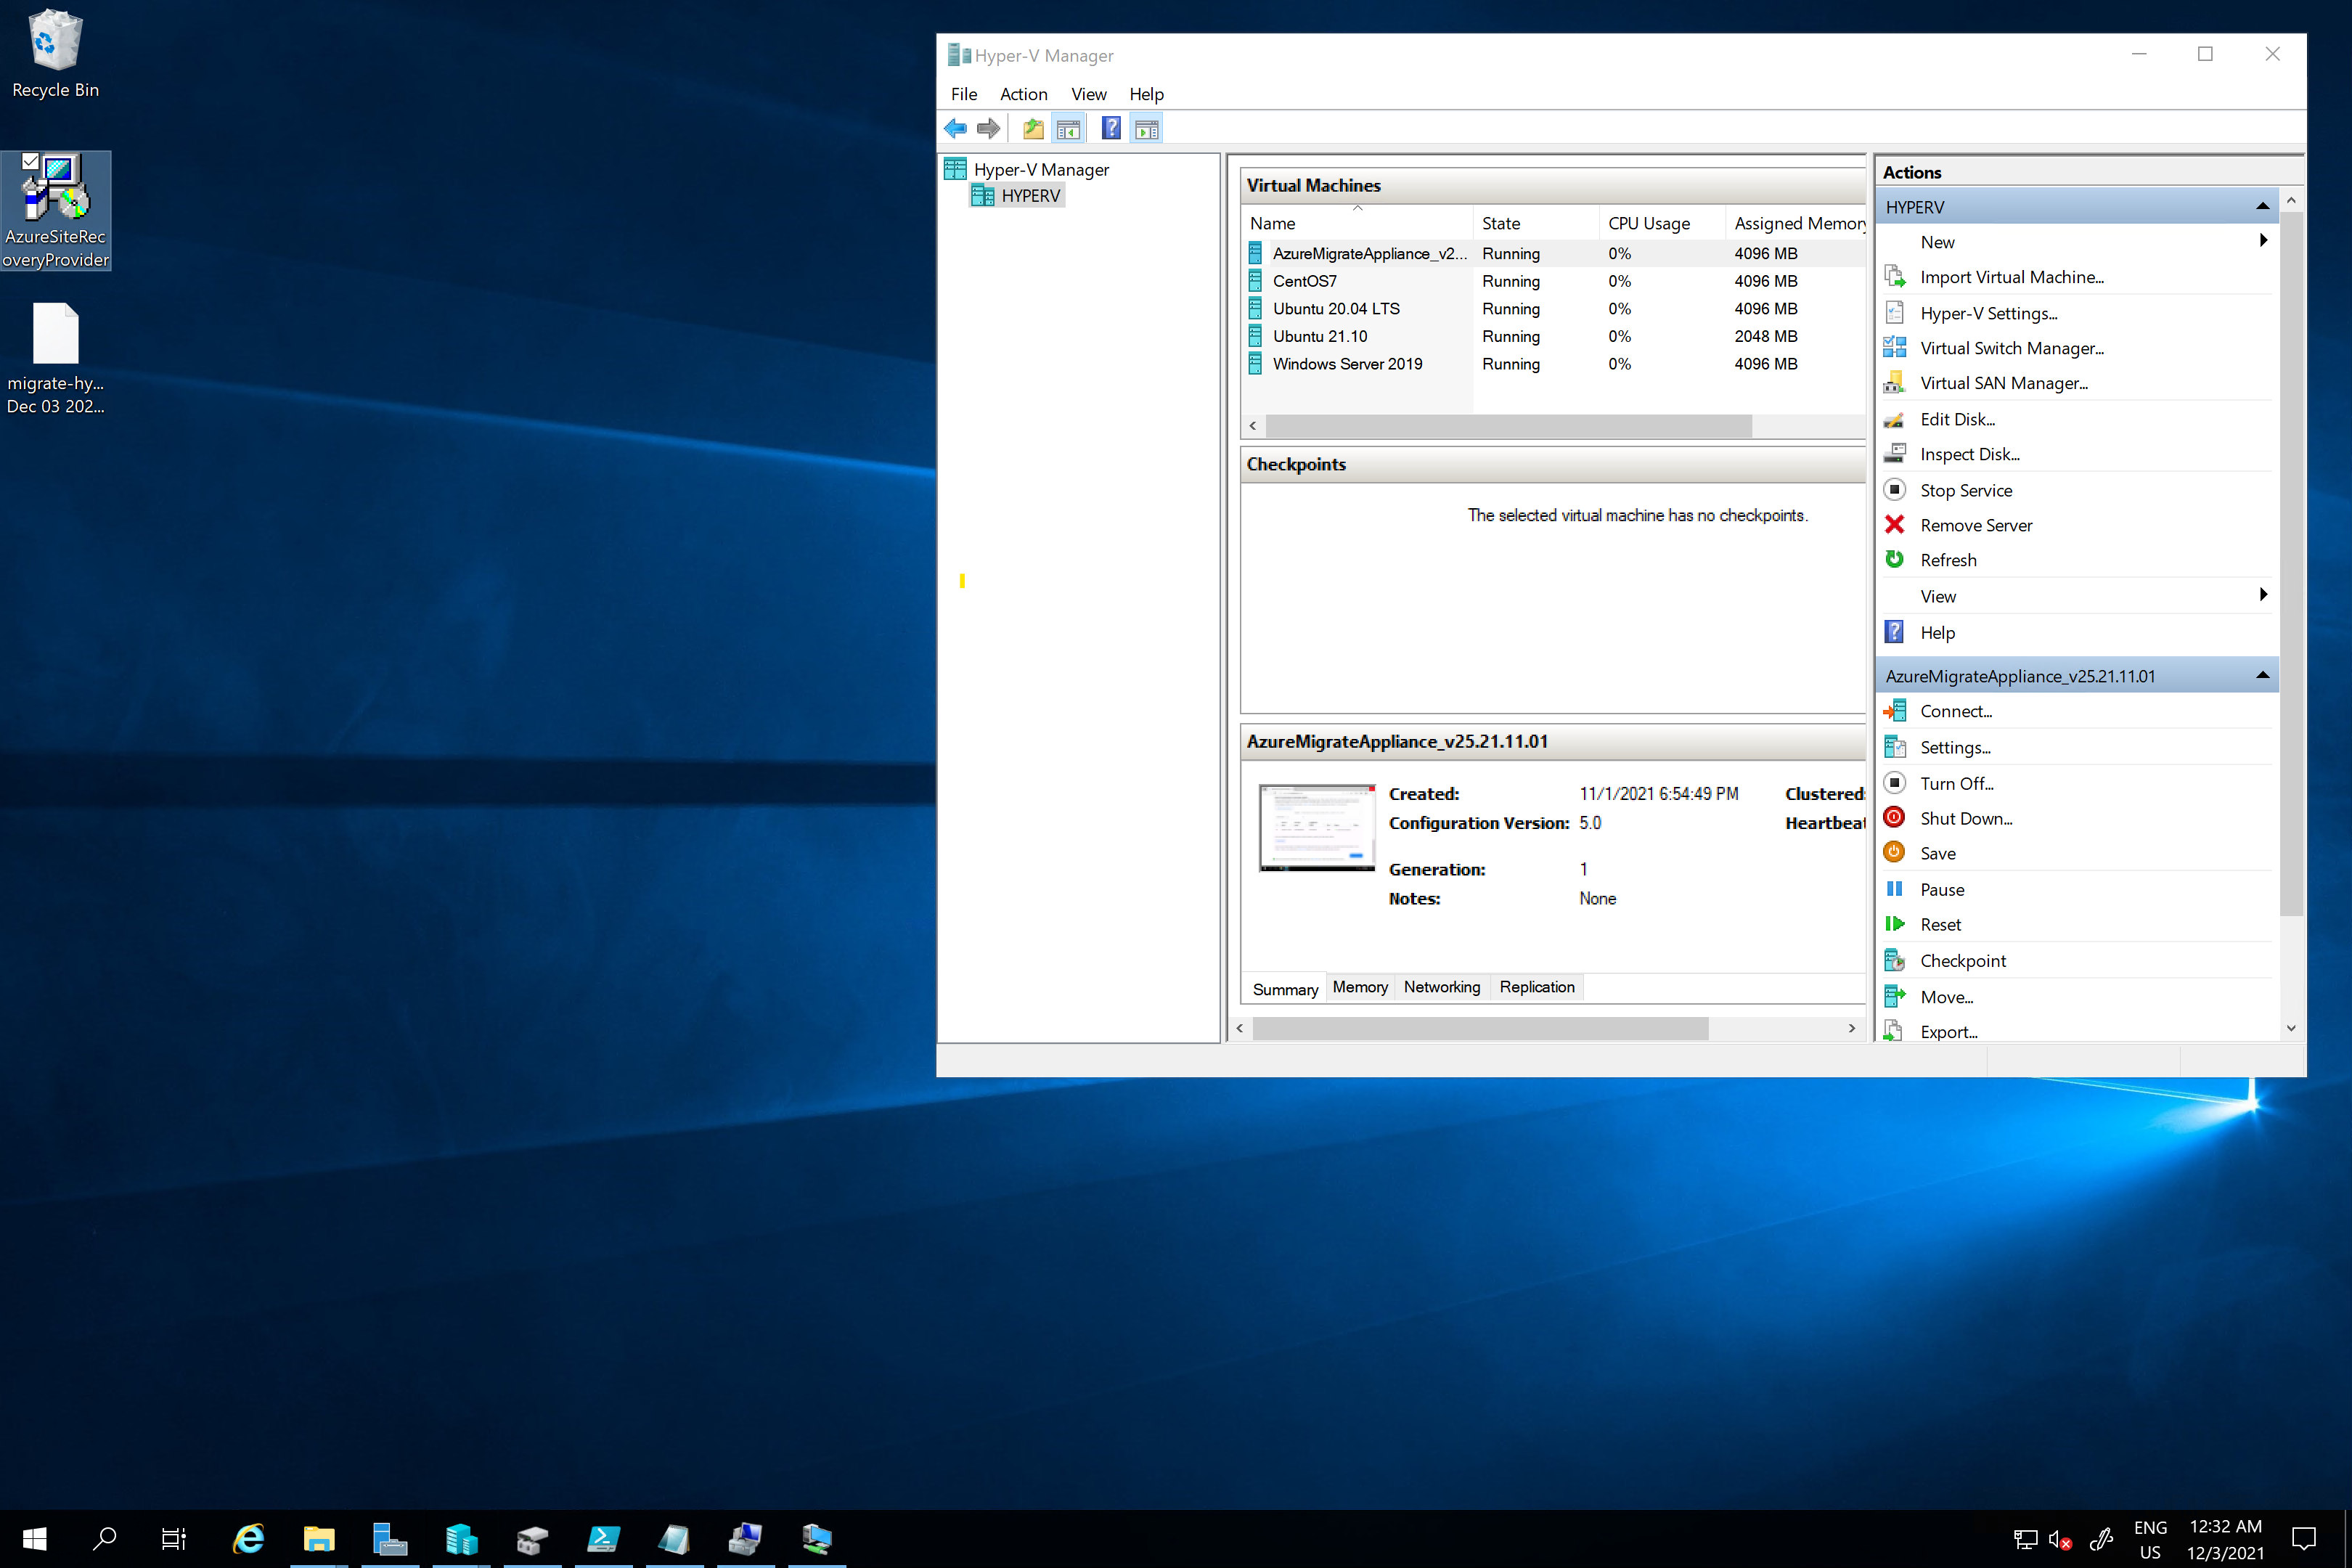 Recycle Bin
AzureSiteRec
overyProvider
migrate-hy...
Dec 03 202...
Hyper-V Manager
File Action View Help
Hyper-V Manager
HYPERV
Virtual Machines
Name State CPU Usage Assigned Memory
AzureMigrateAppliance_v2... Running 0% 4096 MB
CentOS7 Running 0% 4096 MB
Ubuntu 20.04 LTS Running 0% 4096 MB
Ubuntu 21.10 Running 0% 2048 MB
Windows Server 2019 Running 0% 4096 MB
Checkpoints
The selected virtual machine has no checkpoints.
AzureMigrateAppliance_v25.21.11.01
Created: 11/1/2021 6:54:49 PM Clustered:
Configuration Version: 5.0 Heartbeat
Generation: 1
Notes: None
Summary Memory Networking Replication
Actions
HYPERV
New
Import Virtual Machine...
Hyper-V Settings...
Virtual Switch Manager...
Virtual SAN Manager...
Edit Disk...
Inspect Disk...
Stop Service
Remove Server
Refresh
View
Help
AzureMigrateAppliance_v25.21.11.01
Connect...
Settings...
Turn Off...
Shut Down...
Save
Pause
Reset
Checkpoint
Move...
Export...
ENG
US
12:32 AM
12/3/2021